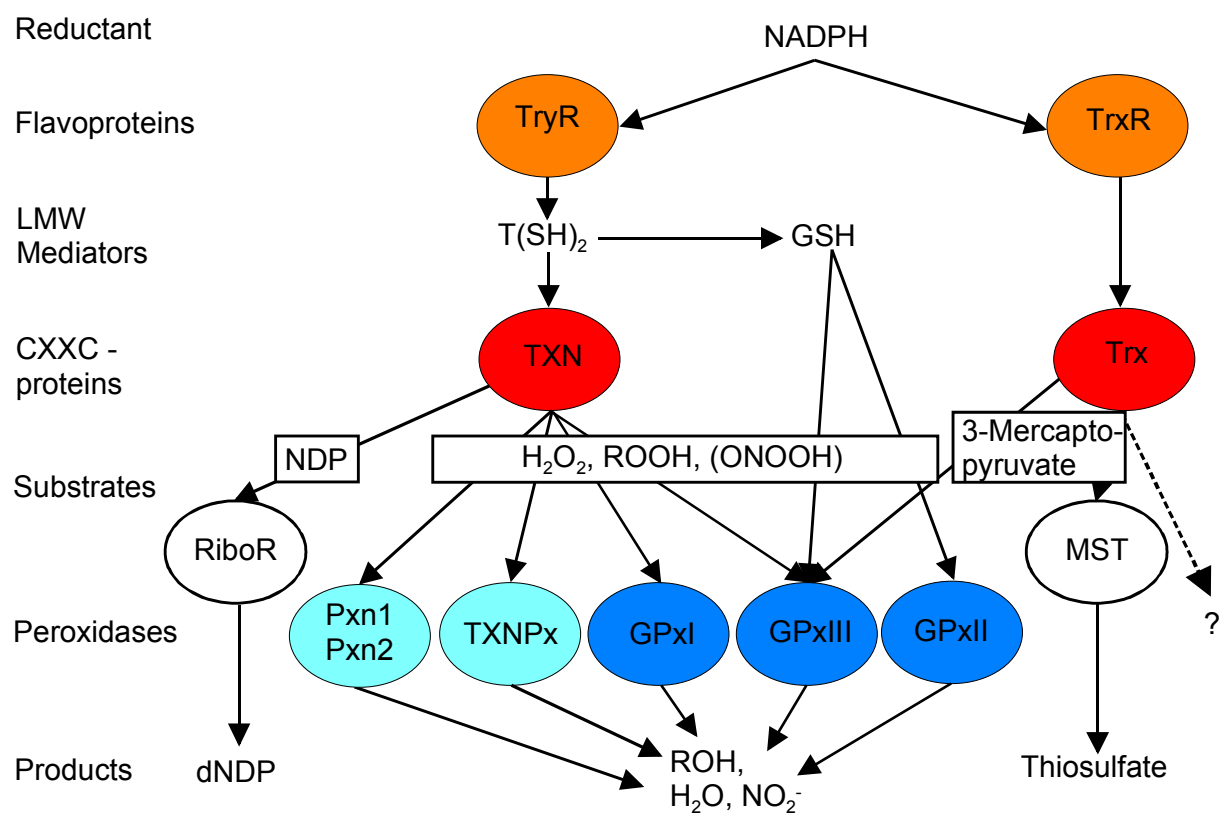 Reductant
NADPH
Flavoproteins
TryR
TrxR
LMW
Mediators
T(SH)₂
GSH
CXXC -
proteins
TXN
Trx
Substrates
NDP
H₂O₂, ROOH, (ONOOH)
3-Mercapto-
pyruvate
RiboR
MST
Peroxidases
Pxn1
Pxn2
TXNPx
GPxI
GPxIII
GPxII
?
Products
dNDP
ROH,
H₂O, NO₂⁻
Thiosulfate